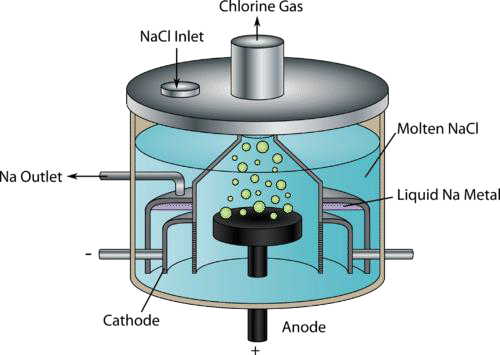 Chlorine Gas
NaCl Inlet
Molten NaCl
Na Outlet
Liquid Na Metal
-
Cathode
Anode
+